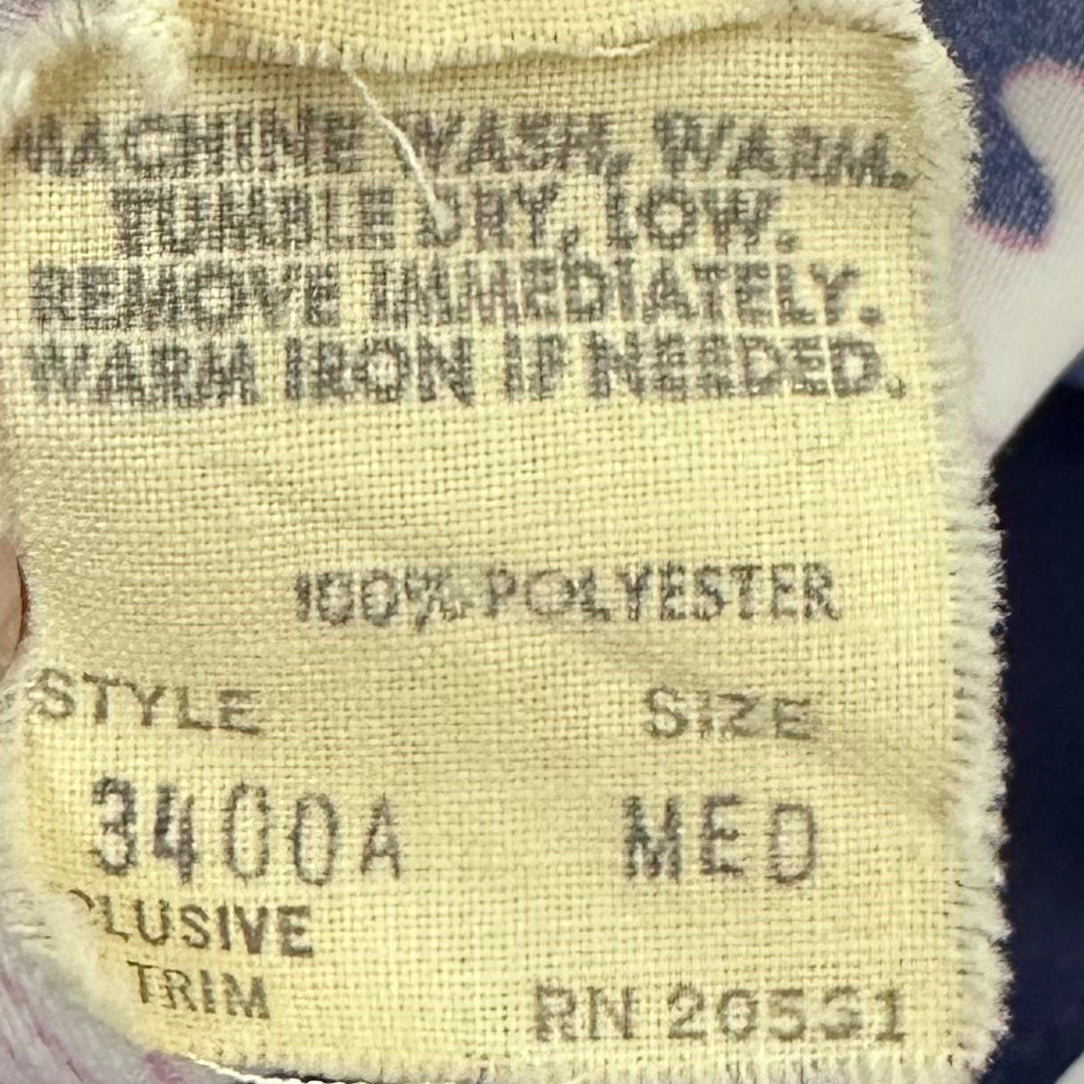 MACHINE WASH, WARM.
TUMBLE DRY, LOW.
REMOVE IMMEDIATELY.
WARM IRON IF NEEDED.
100% POLYESTER
STYLE SIZE
3400A MED
CLUSIVE
TRIM RN 20531